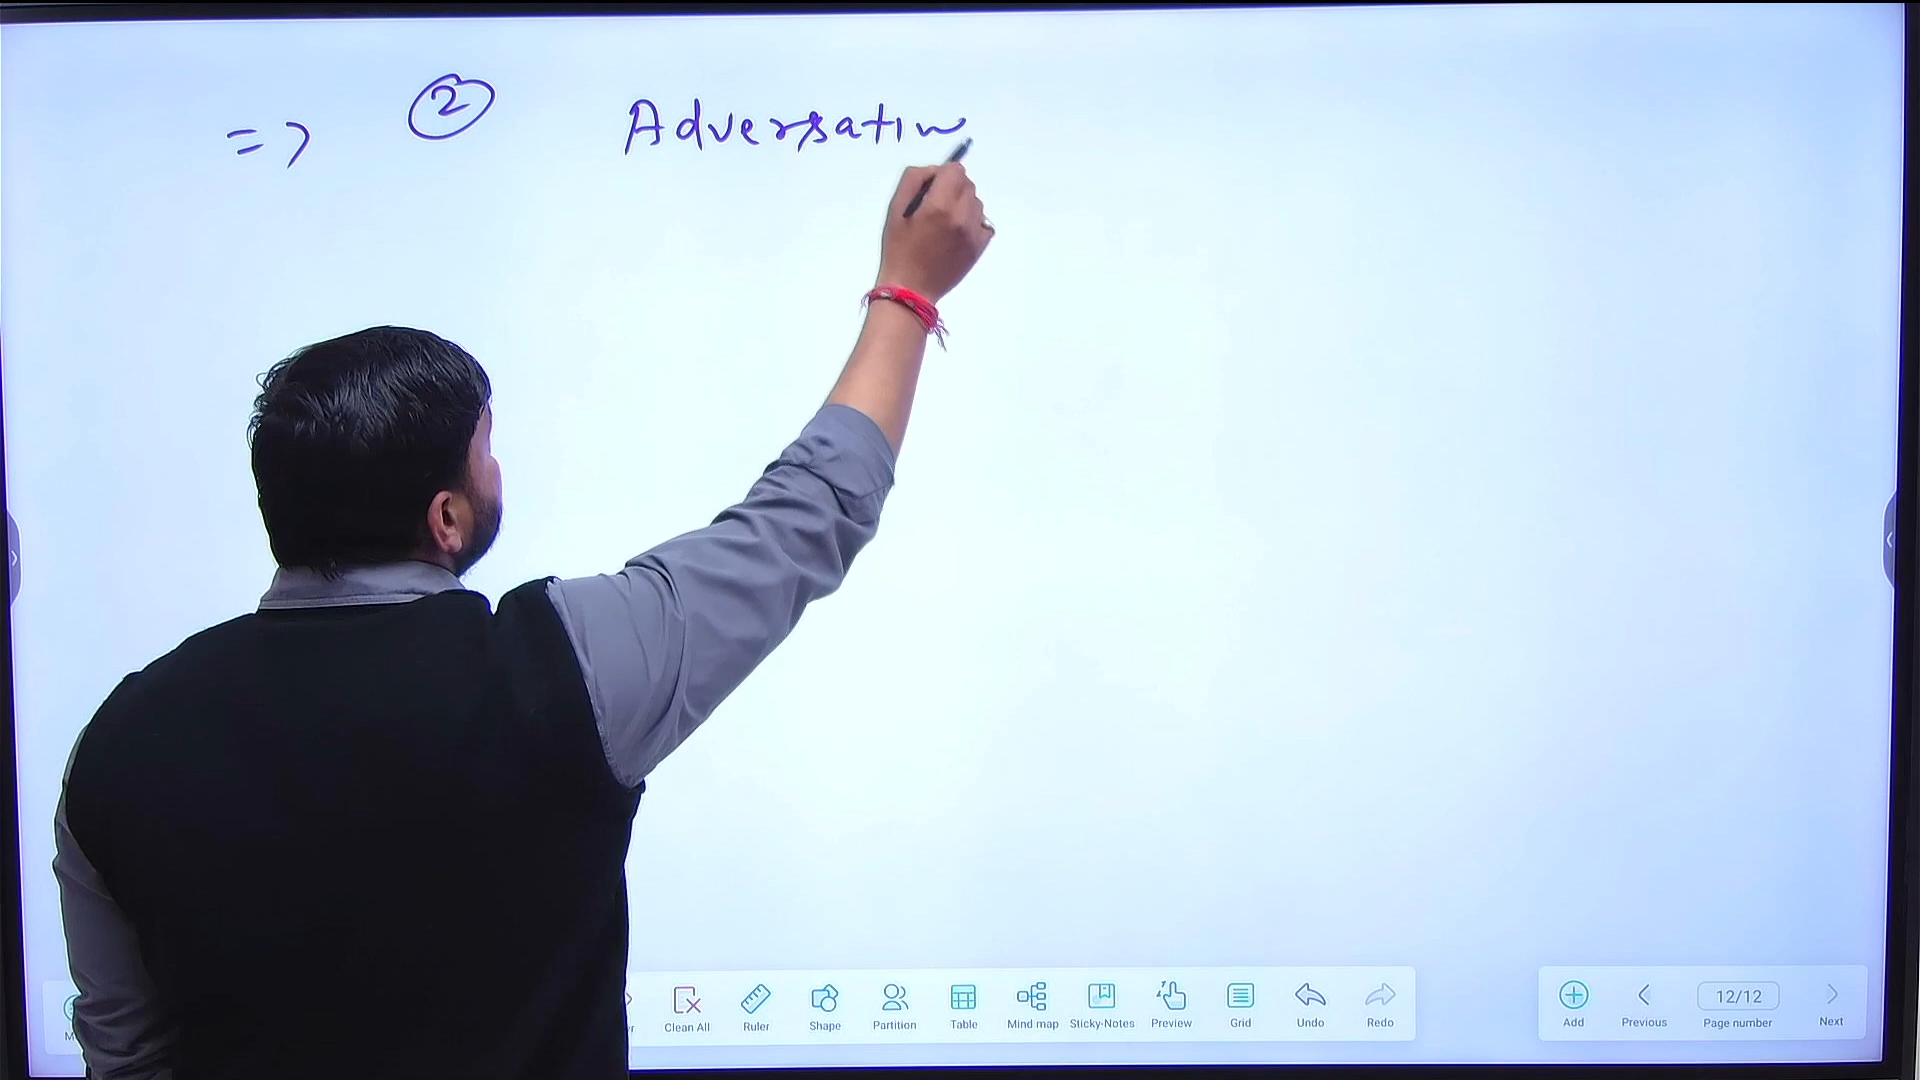 => ② Adversativ
Clean All Ruler Shape Partition Table Mind map Sticky-Notes Preview Grid Undo Redo Add Previous 12/12 Page number Next